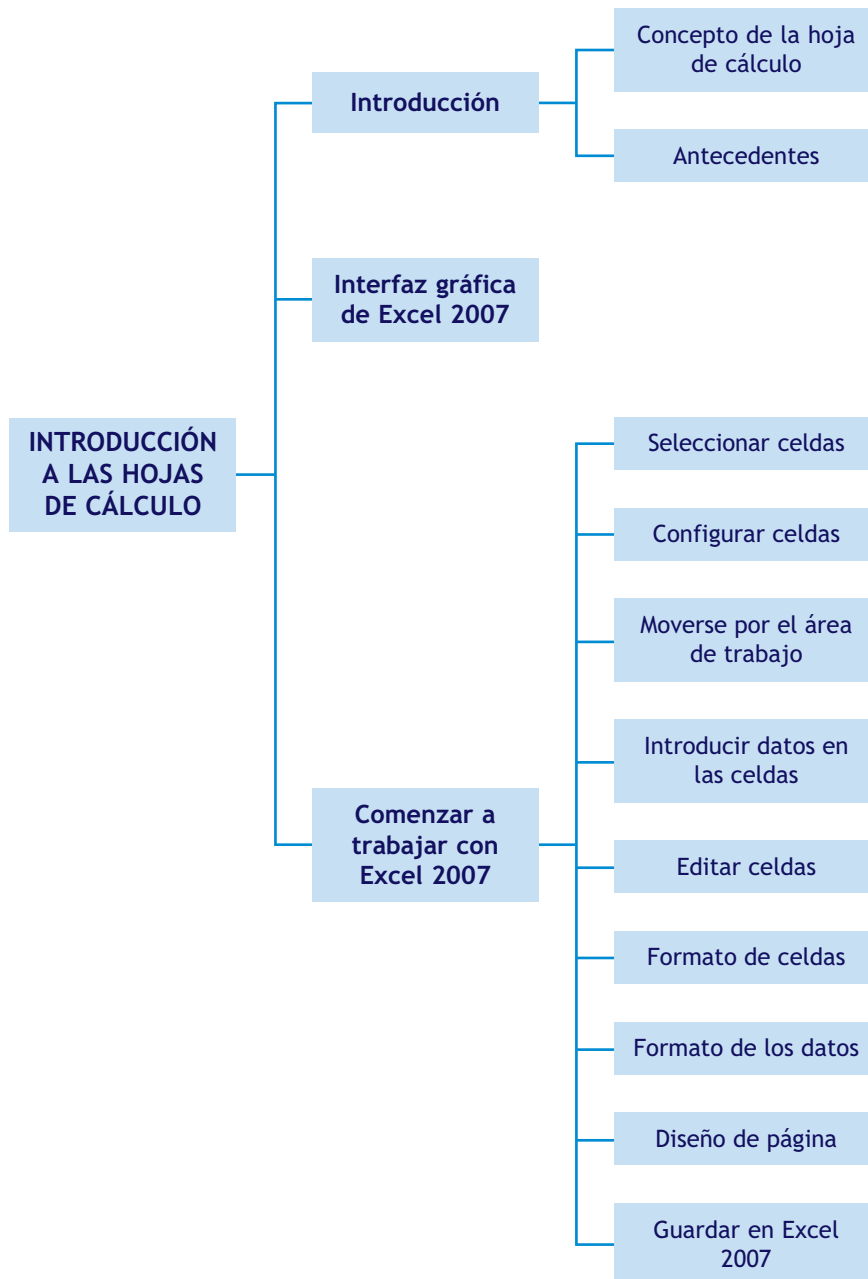 INTRODUCCIÓN
A LAS HOJAS
DE CÁLCULO
Introducción
Concepto de la hoja
de cálculo
Antecedentes
Interfaz gráfica
de Excel 2007
Comenzar a
trabajar con
Excel 2007
Seleccionar celdas
Configurar celdas
Moverse por el área
de trabajo
Introducir datos en
las celdas
Editar celdas
Formato de celdas
Formato de los datos
Diseño de página
Guardar en Excel
2007